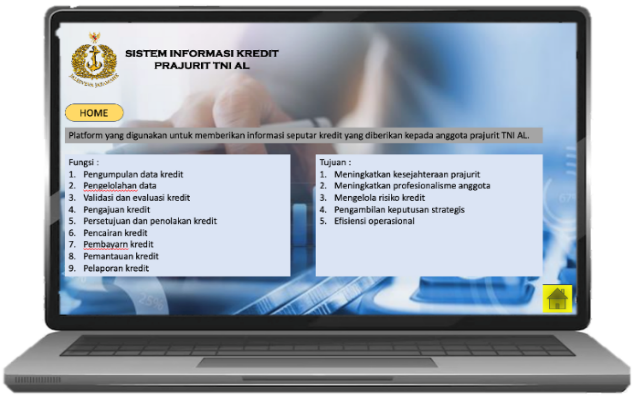 SISTEM INFORMASI KREDIT
PRAJURIT TNI AL
HOME
Platform yang digunakan untuk memberikan informasi seputar kredit yang diberikan kepada anggota prajurit TNI AL.
Fungsi :
1. Pengumpulan data kredit
2. Pengelolahan data
3. Validasi dan evaluasi kredit
4. Pengajuan kredit
5. Persetujuan dan penolakan kredit
6. Pencairan kredit
7. Pembayarn kredit
8. Pemantauan kredit
9. Pelaporan kredit
Tujuan :
1. Meningkatkan kesejahteraan prajurit
2. Meningkatkan profesionalisme anggota
3. Mengelola risiko kredit
4. Pengambilan keputusan strategis
5. Efisiensi operasional